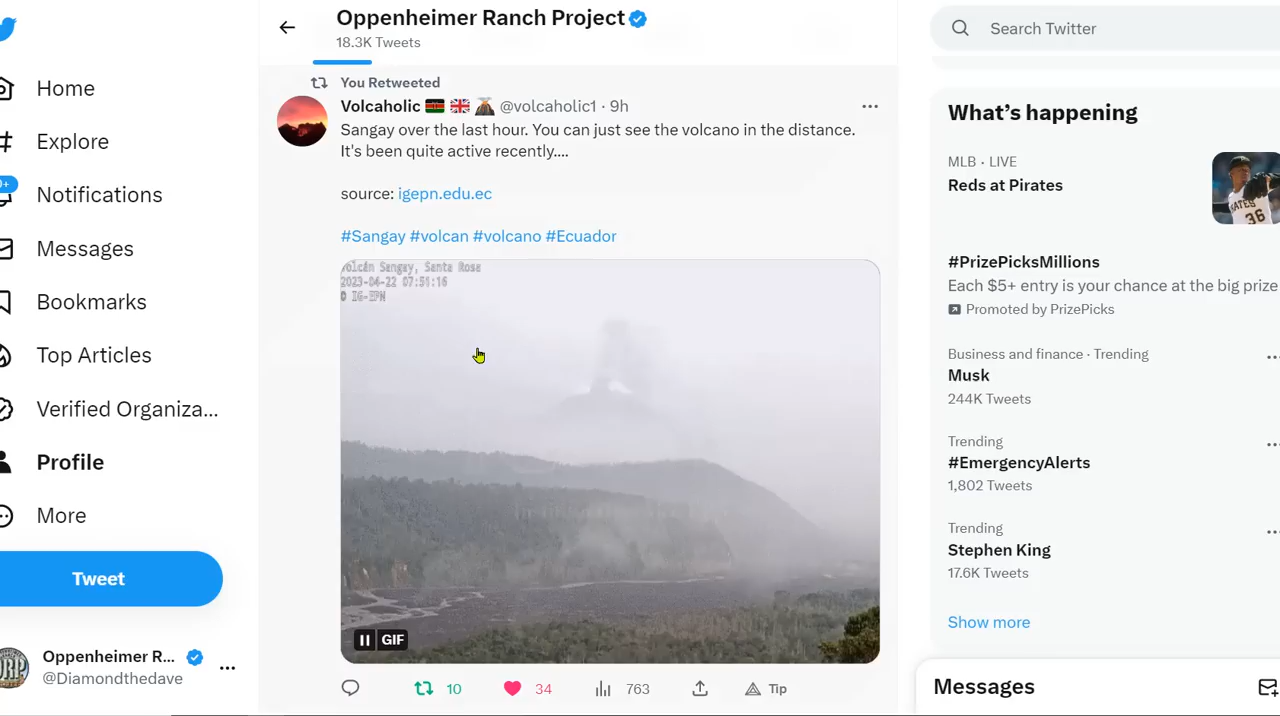 Oppenheimer Ranch Project
18.3K Tweets
Search Twitter
Home
Explore
Notifications
Messages
Bookmarks
Top Articles
Verified Organiza...
Profile
More
Tweet
Oppenheimer R...
@Diamondthedave
You Retweeted
Volcaholic @volcaholic1 · 9h
Sangay over the last hour. You can just see the volcano in the distance.
It's been quite active recently....
source: igepn.edu.ec
#Sangay #volcan #volcano #Ecuador
Volcán Sangay, Santa Rosa
2023-04-22 07:51:16
© IG-EPN
GIF
10
34
763
Tip
What's happening
MLB · LIVE
Reds at Pirates
36
#PrizePicksMillions
Each $5+ entry is your chance at the big prize
Promoted by PrizePicks
Business and finance · Trending
Musk
244K Tweets
Trending
#EmergencyAlerts
1,802 Tweets
Trending
Stephen King
17.6K Tweets
Show more
Messages